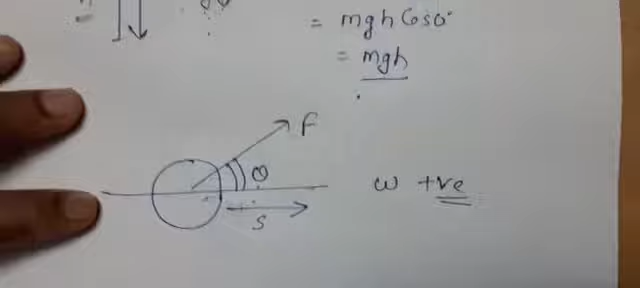 = mgh Cos0°
= mgh
F
θ
S
W +ve